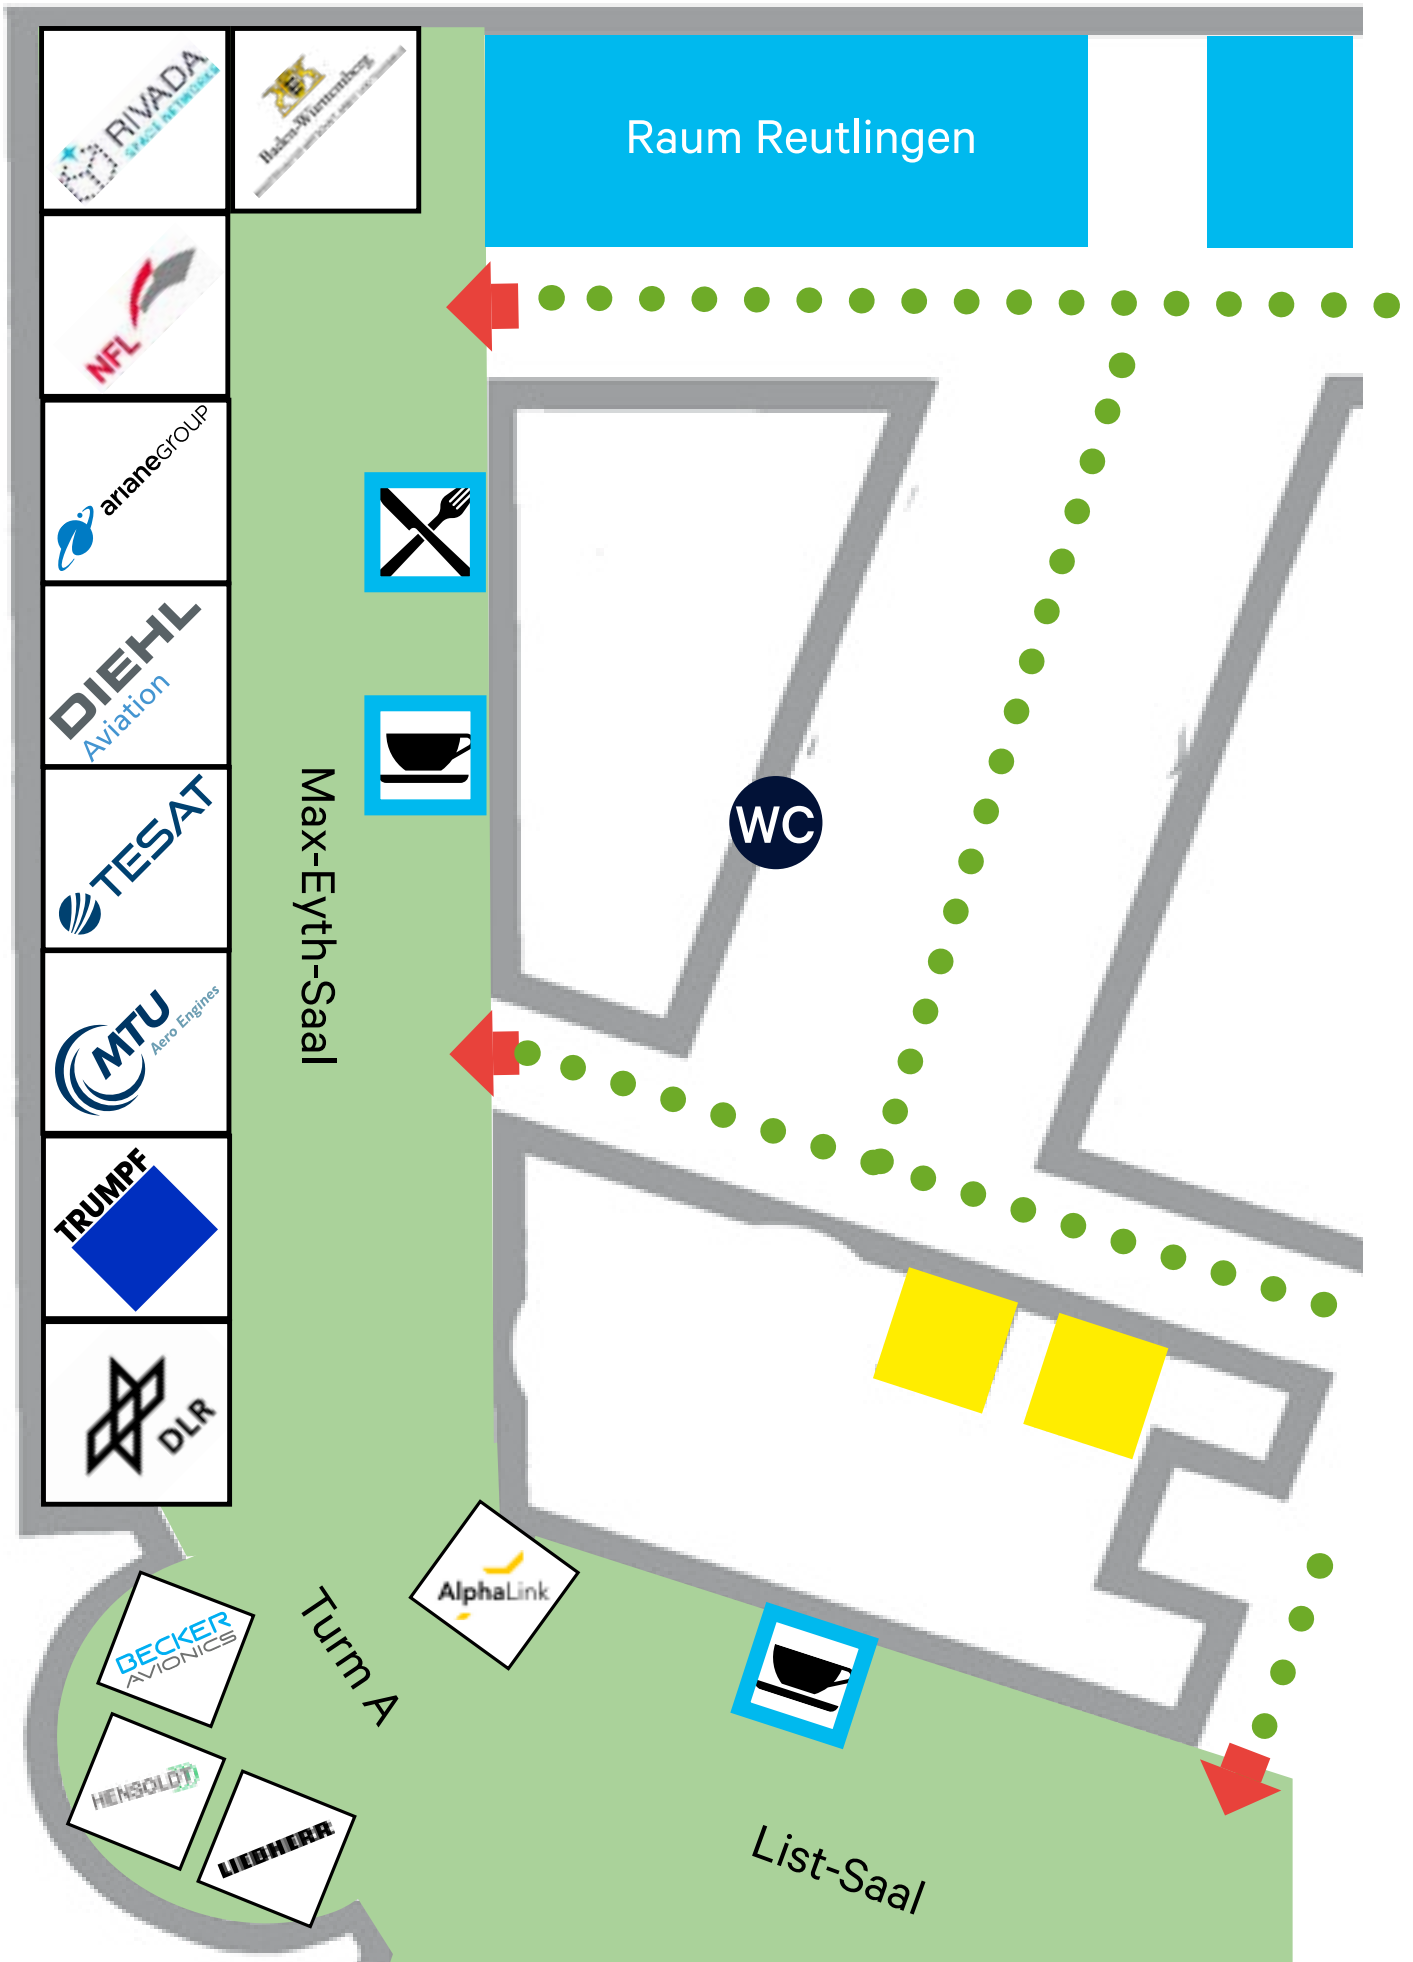 RIVADA
SPACE NETWORKS
Baden-Württemberg
Raum Reutlingen
NFL
arianeGROUP
DIEHL
Aviation
TESAT
Max-Eyth-Saal
WC
MTU
Aero Engines
TRUMPF
DLR
AlphaLink
Turm A
BECKER
AVIONICS
HENSOLDT
LIEBHERR
List-Saal